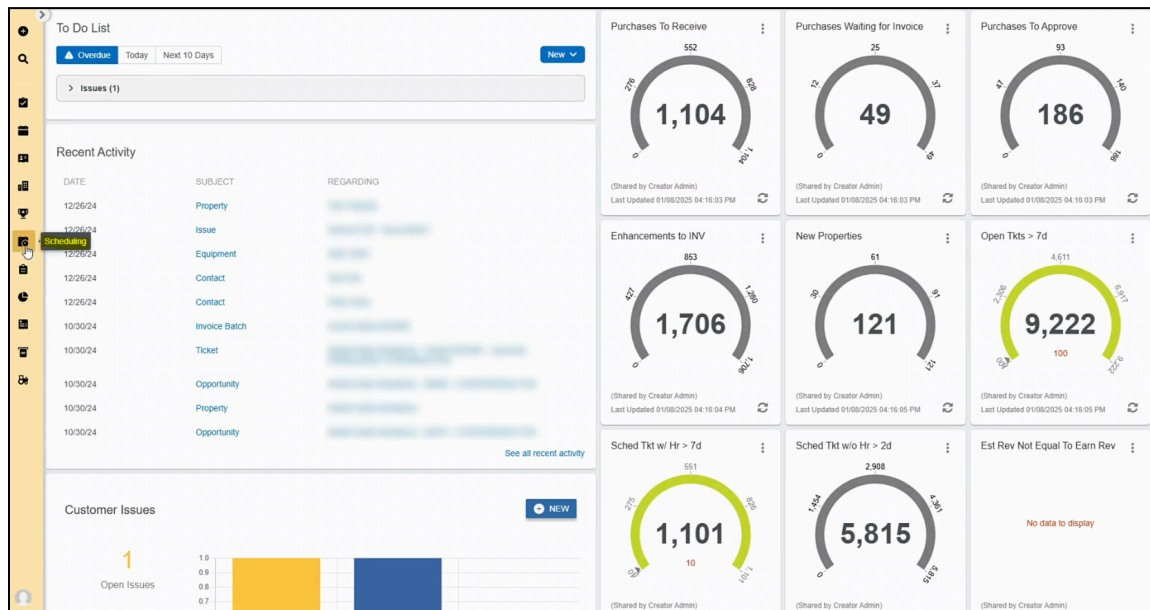 To Do List
Overdue Today Next 10 Days New
Issues (1)
Recent Activity
DATE SUBJECT REGARDING
12/26/24 Property
12/26/24 Issue
Scheduling
12/26/24 Equipment
12/26/24 Contact
12/26/24 Contact
10/30/24 Invoice Batch
10/30/24 Ticket
10/30/24 Opportunity
10/30/24 Property
10/30/24 Opportunity
See all recent activity
Customer Issues NEW
1
Open Issues
1.0
0.9
0.8
0.7
Purchases To Receive
552
276 828
1,104
0 1,104
(Shared by Creator Admin)
Last Updated 01/08/2025 04:16:03 PM
Purchases Waiting for Invoice
25
12 37
49
0 49
(Shared by Creator Admin)
Last Updated 01/08/2025 04:16:03 PM
Purchases To Approve
93
47 140
186
0 186
(Shared by Creator Admin)
Last Updated 01/08/2025 04:16:03 PM
Enhancements to INV
853
427 1,280
1,706
0 1,706
(Shared by Creator Admin)
Last Updated 01/08/2025 04:16:04 PM
New Properties
61
30 91
121
0 121
(Shared by Creator Admin)
Last Updated 01/08/2025 04:16:05 PM
Open Tkts > 7d
4,611
2,306 6,917
9,222
100
9,222
(Shared by Creator Admin)
Last Updated 01/08/2025 04:16:05 PM
Sched Tkt w/ Hr > 7d
551
275 826
1,101
10
1,101
(Shared by Creator Admin)
Sched Tkt w/o Hr > 2d
2,908
1,454 4,361
5,815
0 5,815
(Shared by Creator Admin)
Est Rev Not Equal To Earn Rev
No data to display
(Shared by Creator Admin)